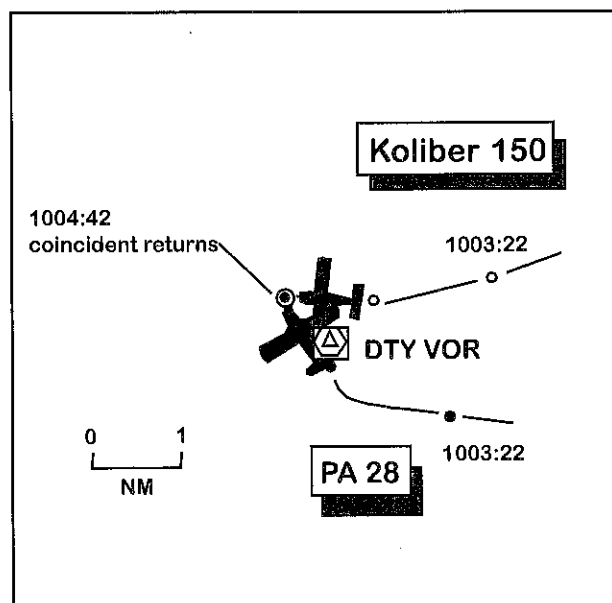 Koliber 150
1004:42
coincident returns
1003:22
DTY VOR
0 1
NM
PA 28
1003:22